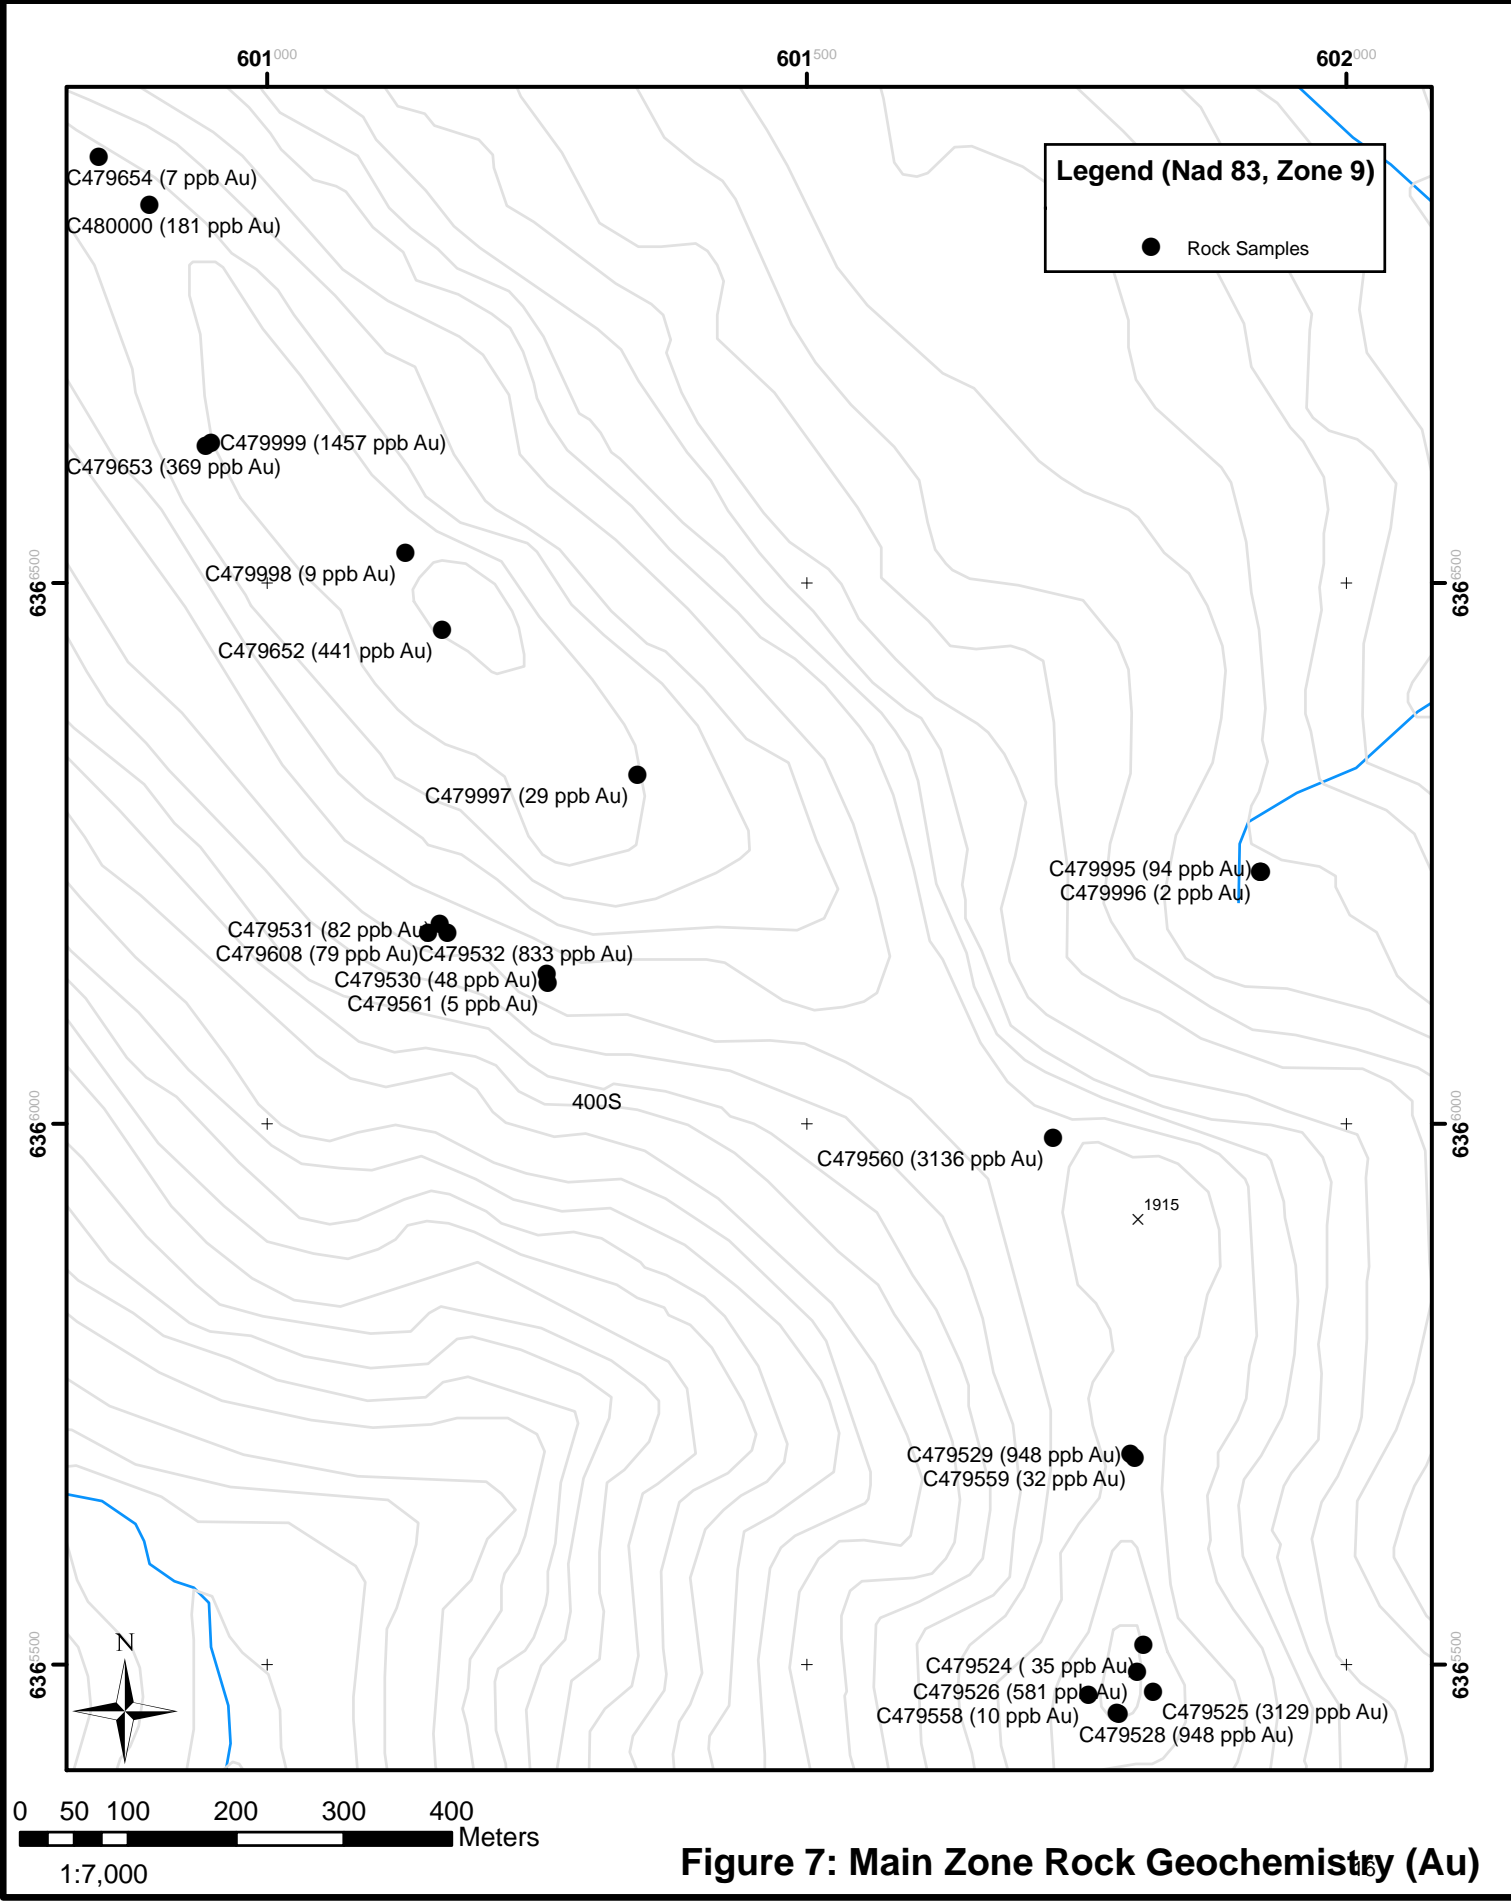 601000 601500 602000
Legend (Nad 83, Zone 9)
Rock Samples
C479654 (7 ppb Au)
C480000 (181 ppb Au)
C479999 (1457 ppb Au)
C479653 (369 ppb Au)
6366500 6366500
C479998 (9 ppb Au)
C479652 (441 ppb Au)
C479997 (29 ppb Au)
C479995 (94 ppb Au)
C479996 (2 ppb Au)
C479531 (82 ppb Au)
C479608 (79 ppb Au) C479532 (833 ppb Au)
C479530 (48 ppb Au)
C479561 (5 ppb Au)
400S
6366000 6366000
C479560 (3136 ppb Au)
1915
C479529 (948 ppb Au)
C479559 (32 ppb Au)
N
6365500 6365500
C479524 ( 35 ppb Au)
C479526 (581 ppb Au)
C479558 (10 ppb Au) C479525 (3129 ppb Au)
C479528 (948 ppb Au)
0 50 100 200 300 400
Meters
1:7,000
Figure 7: Main Zone Rock Geochemistry (Au)
16